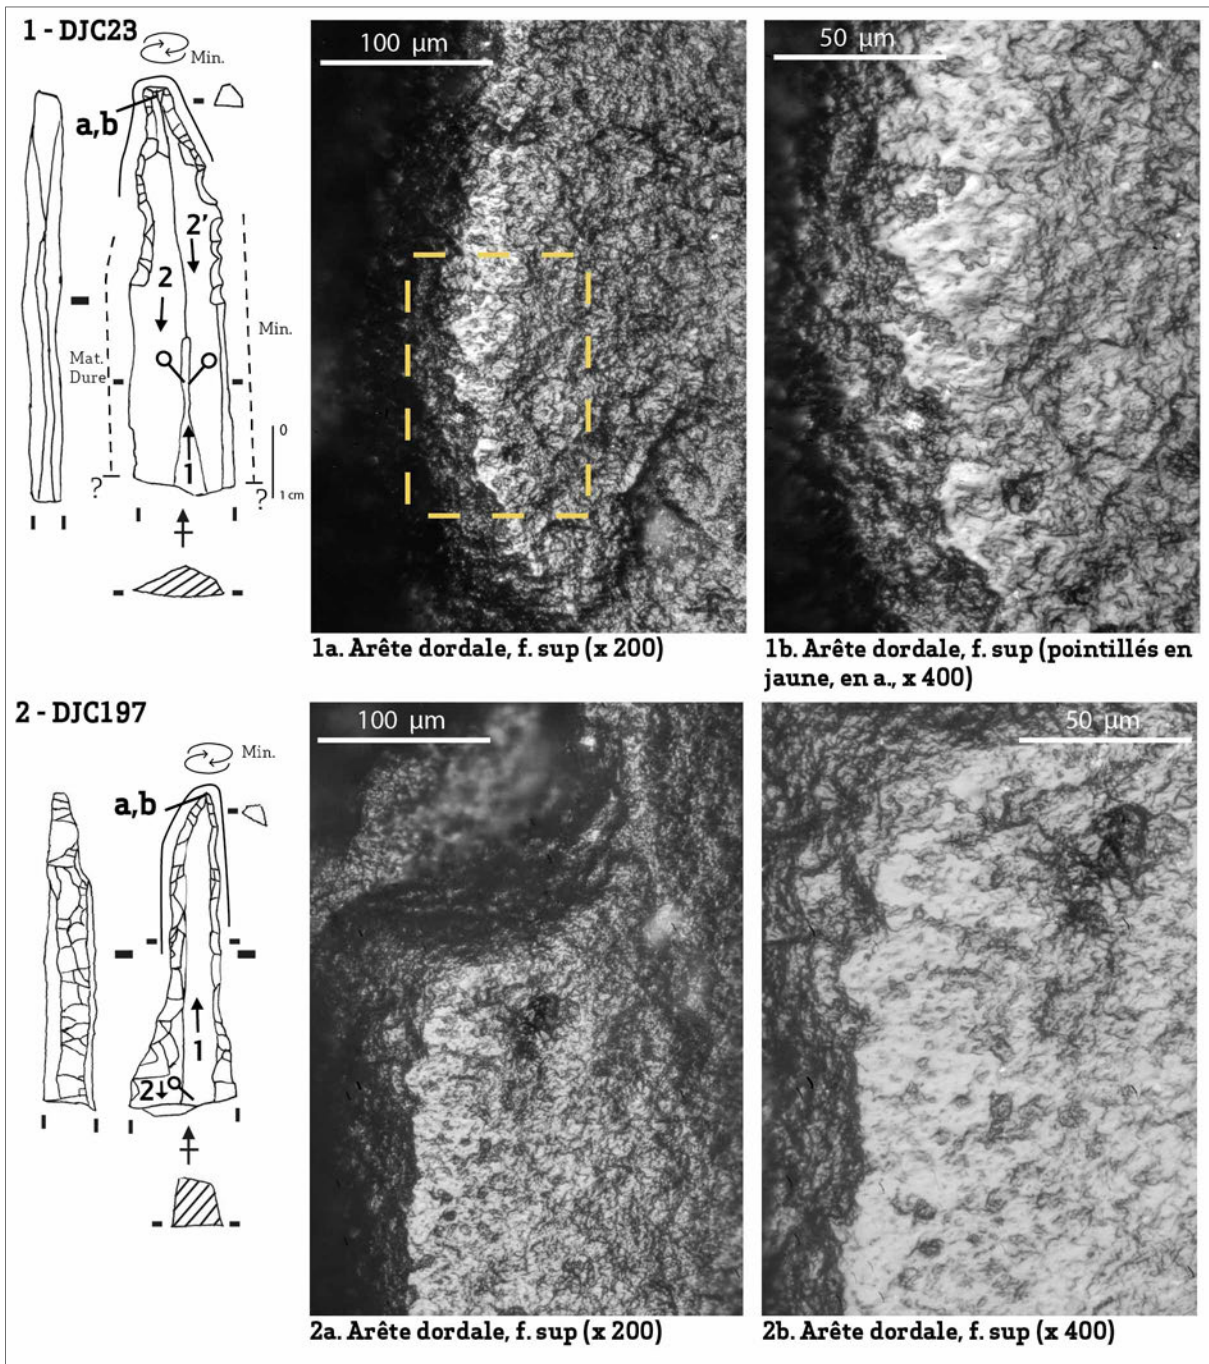 1 - DJC23
Min.
a,b
2'
2
Min.
Mat.
Dure
0
1 cm
1
?
?
100 µm
50 µm
1a. Arête dordale, f. sup (x 200)
1b. Arête dordale, f. sup (pointillés en
jaune, en a., x 400)
2 - DJC197
Min.
a,b
1
2
100 µm
50 µm
2a. Arête dordale, f. sup (x 200)
2b. Arête dordale, f. sup (x 400)